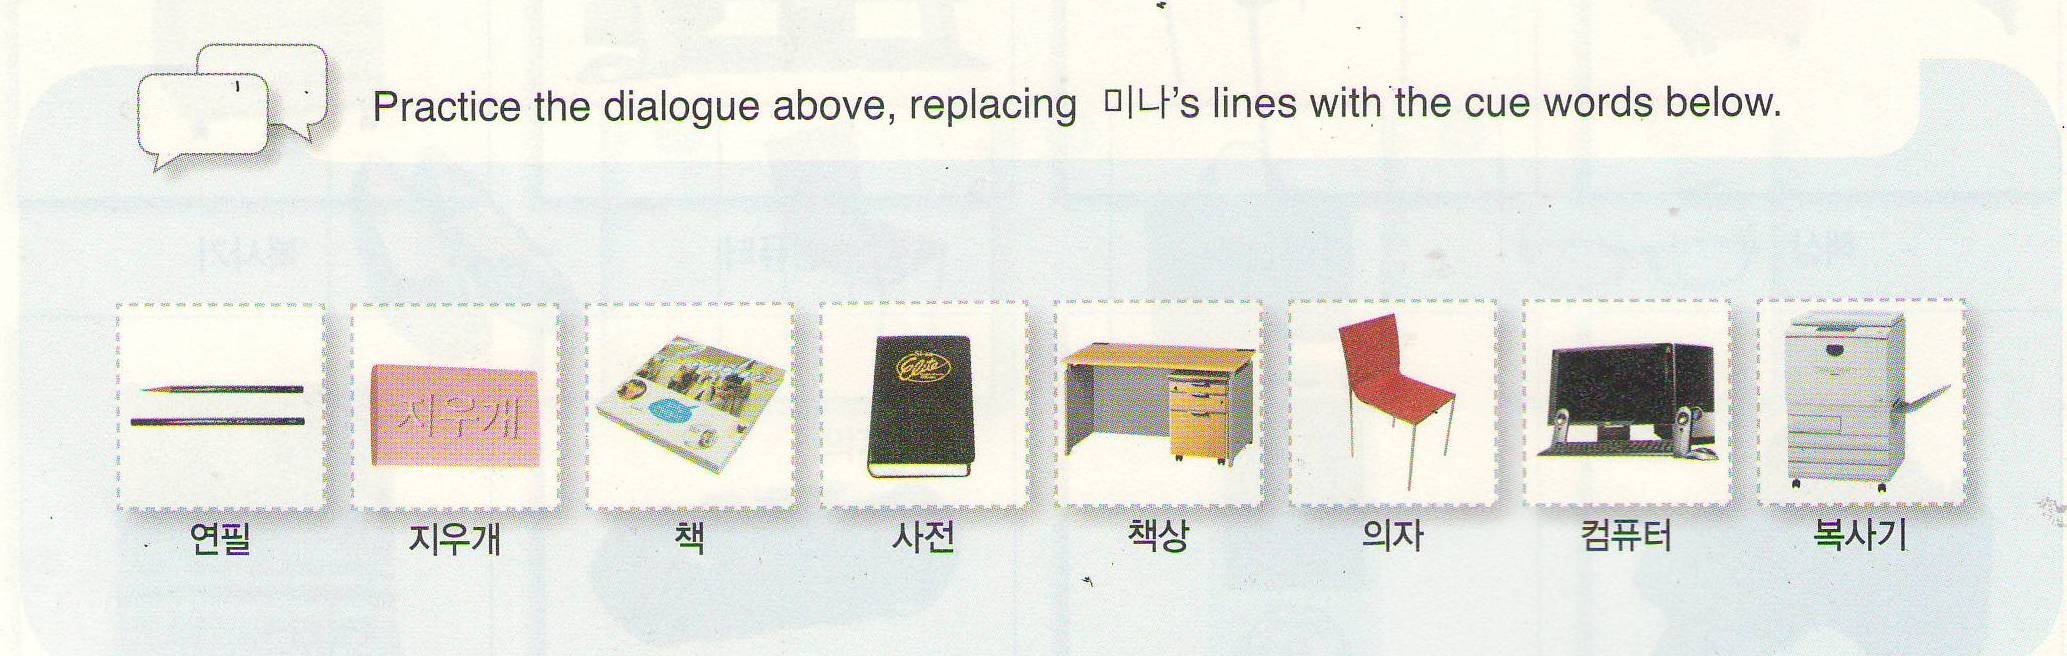 Practice the dialogue above, replacing 미나's lines with the cue words below.
지우개
Elite
연필 지우개 책 사전 책상 의자 컴퓨터 복사기